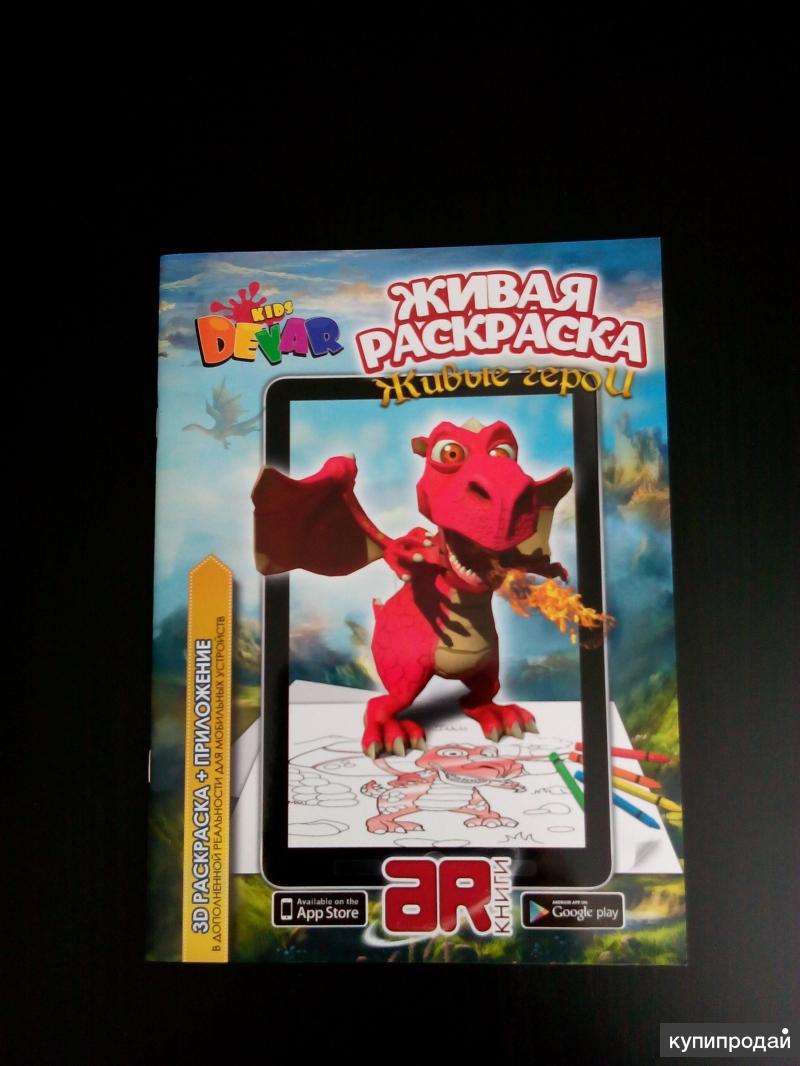 KIDS
DEVAR
ЖИВАЯ
РАСКРАСКА
Живые герои
3D РАСКРАСКА + ПРИЛОЖЕНИЕ
В ДОПОЛНЕННОЙ РЕАЛЬНОСТИ ДЛЯ МОБИЛЬНЫХ УСТРОЙСТВ
Available on the
App Store
AR
КНИГИ
ANDROID APP ON
Google play
купипродай